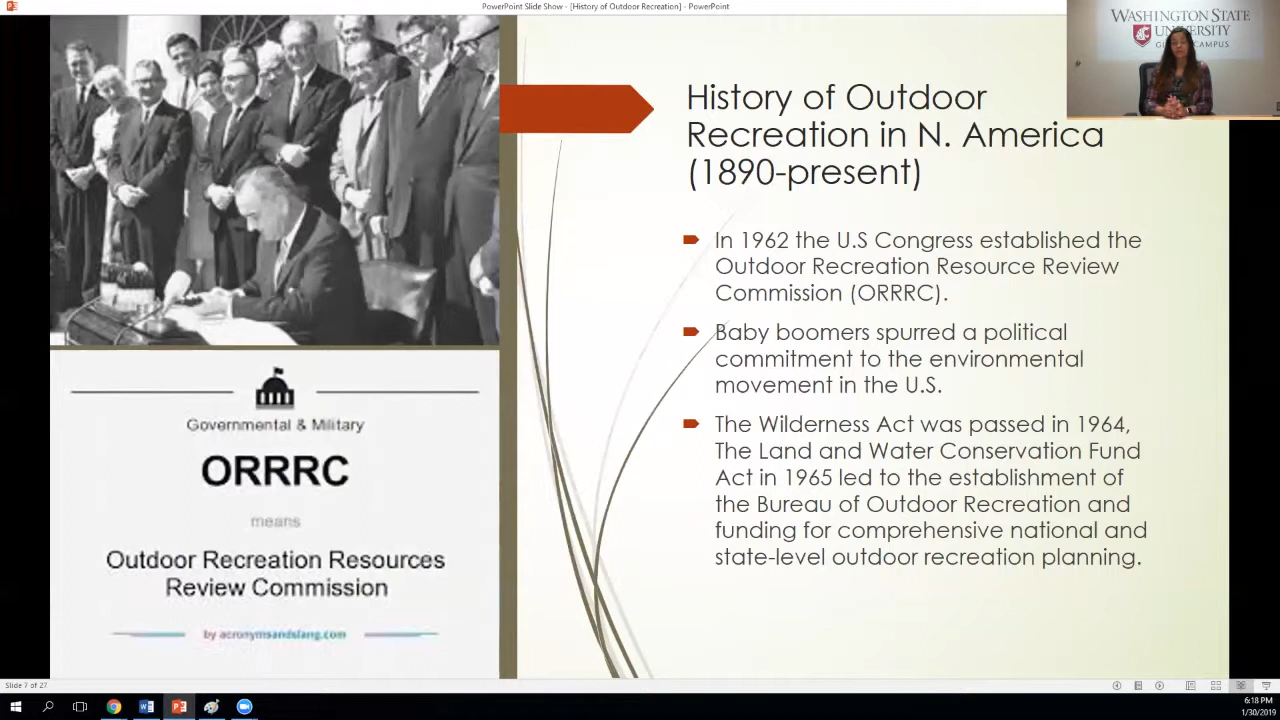 PowerPoint Slide Show - [History of Outdoor Recreation] - PowerPoint
WASHINGTON STATE
UNIVERSITY
CAMPUS
History of Outdoor
Recreation in N. America
(1890-present)
In 1962 the U.S Congress established the
Outdoor Recreation Resource Review
Commission (ORRRC).
Baby boomers spurred a political
commitment to the environmental
movement in the U.S.
The Wilderness Act was passed in 1964,
The Land and Water Conservation Fund
Act in 1965 led to the establishment of
the Bureau of Outdoor Recreation and
funding for comprehensive national and
state-level outdoor recreation planning.
Governmental & Military
ORRRC
means
Outdoor Recreation Resources
Review Commission
by acronymsandslang.com
Slide 7 of 27
6:18 PM
1/30/2019